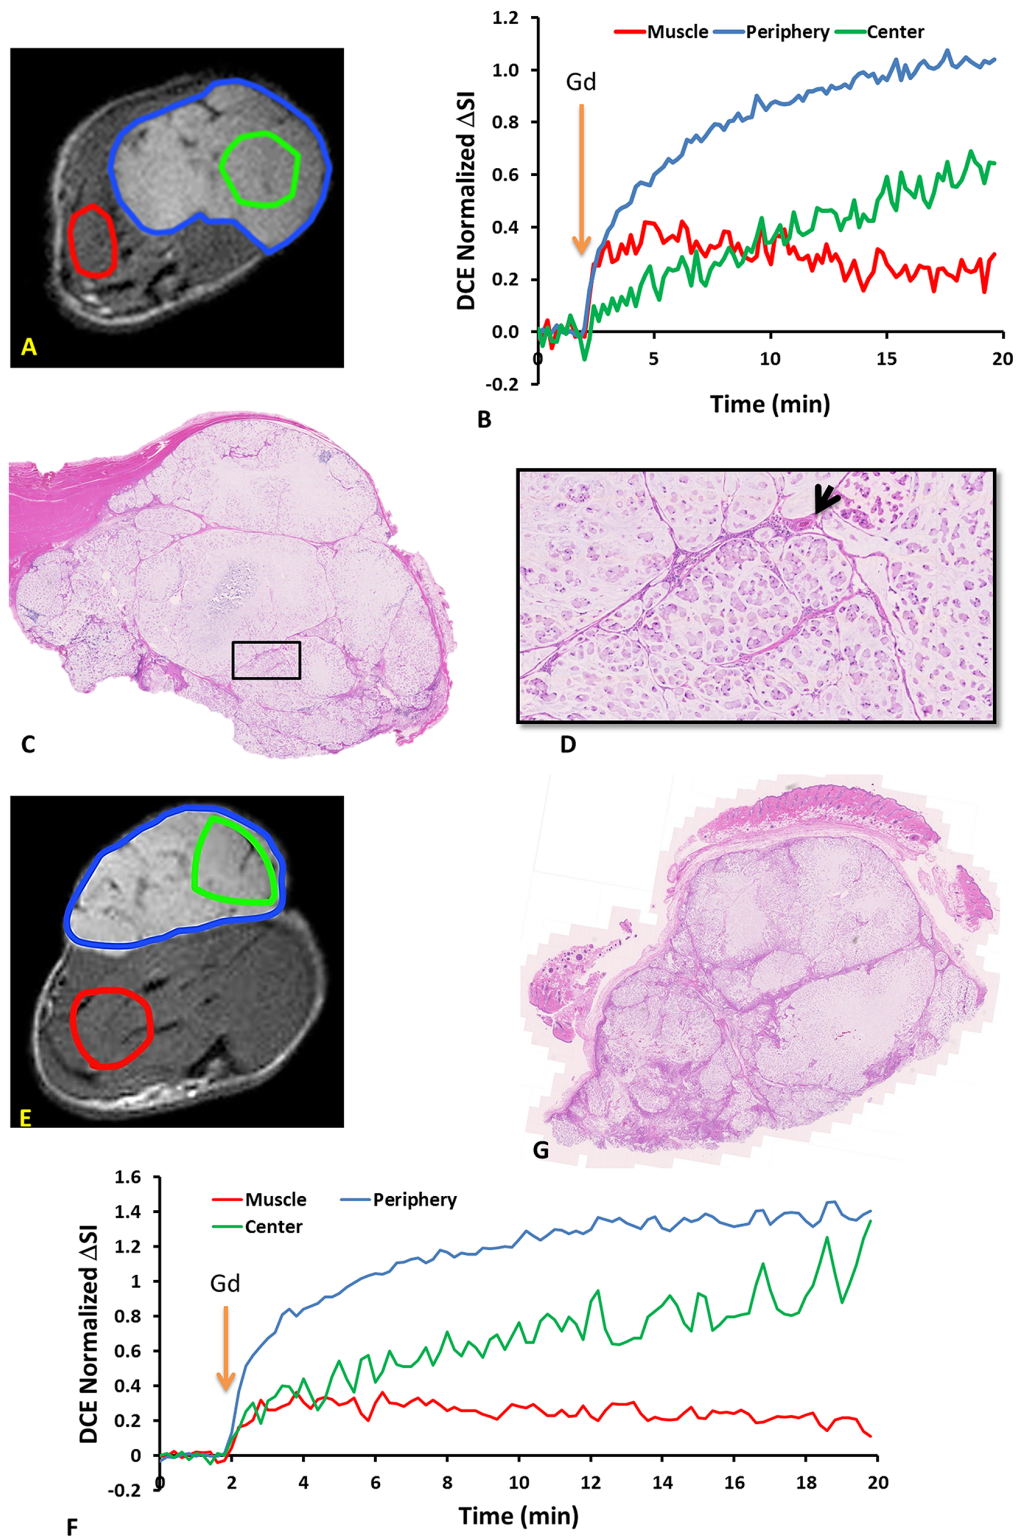 A
1.2
1.0
0.8
0.6
0.4
0.2
0.0
-0.2
Muscle Periphery Center
Gd
DCE Normalized ΔSI
0 5 10 15 20
Time (min)
B
C
D
E
G
1.6
1.4
1.2
1
0.8
0.6
0.4
0.2
0
-0.2
Muscle Periphery
Center
Gd
DCE Normalized ΔSI
0 2 4 6 8 10 12 14 16 18 20
Time (min)
F